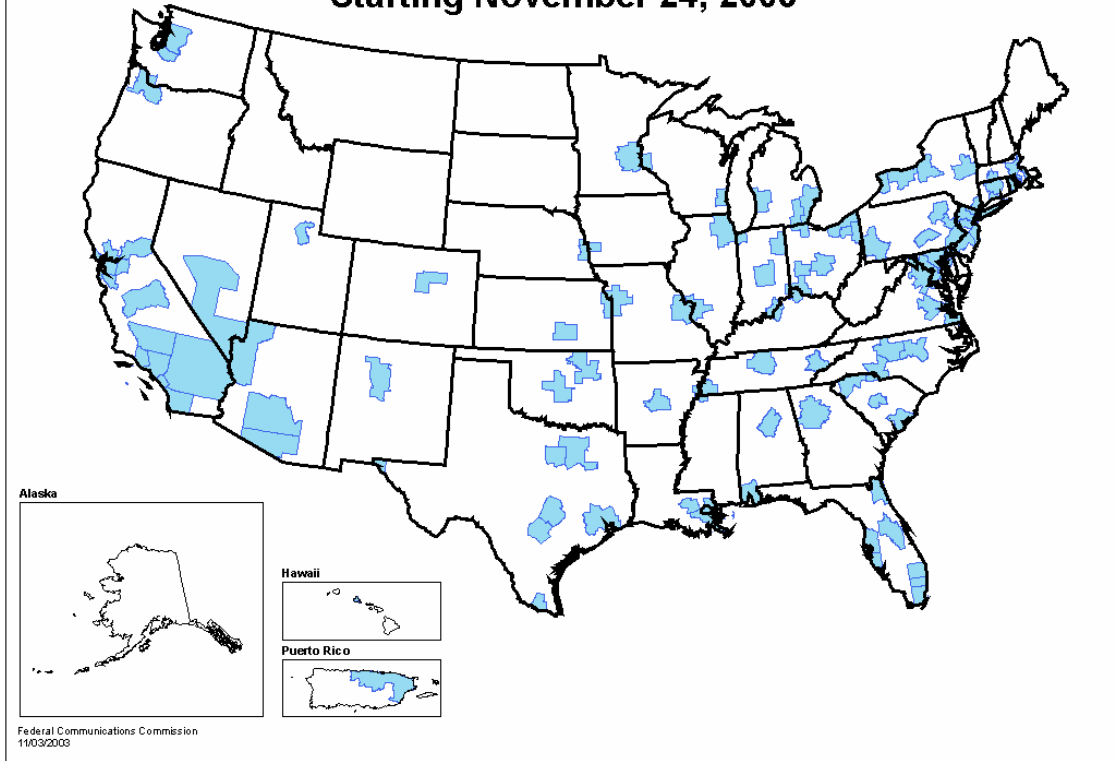 Starting November 24, 2003
Alaska
Hawaii
Puerto Rico
Federal Communications Commission
11/03/2003